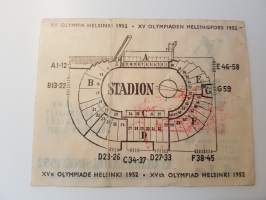 XV OLYMPIA HELSINKI 1952 - XV OLYMPIADEN HELSINGFORS 1952
A
A1-12
E46-58
B
STADION
E
B13-22
G59
C
F
D
D23-26
C34-37
D27-33
F38-45
XVe OLYMPIADE HELSINKI 1952 • XVth OLYMPIAD HELSINKI 1952